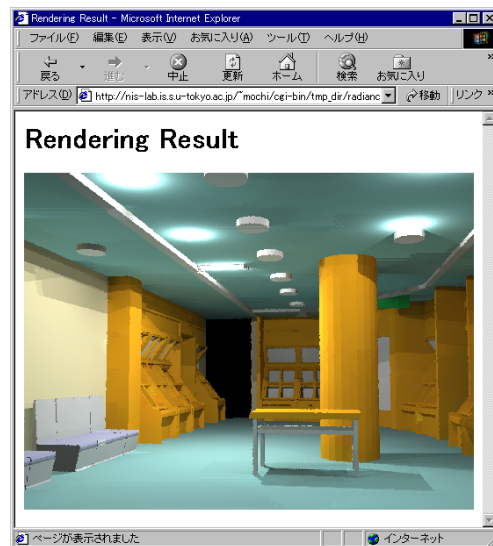 Rendering Result - Microsoft Internet Explorer
ファイル(F) 編集(E) 表示(V) お気に入り(A) ツール(T) ヘルプ(H)
戻る 進む 中止 更新 ホーム 検索 お気に入り »
アドレス(D) http://nis-lab.is.s.u-tokyo.ac.jp/~mochi/cgi-bin/tmp_dir/radianc 移動 リンク »
Rendering Result
ページが表示されました インターネット